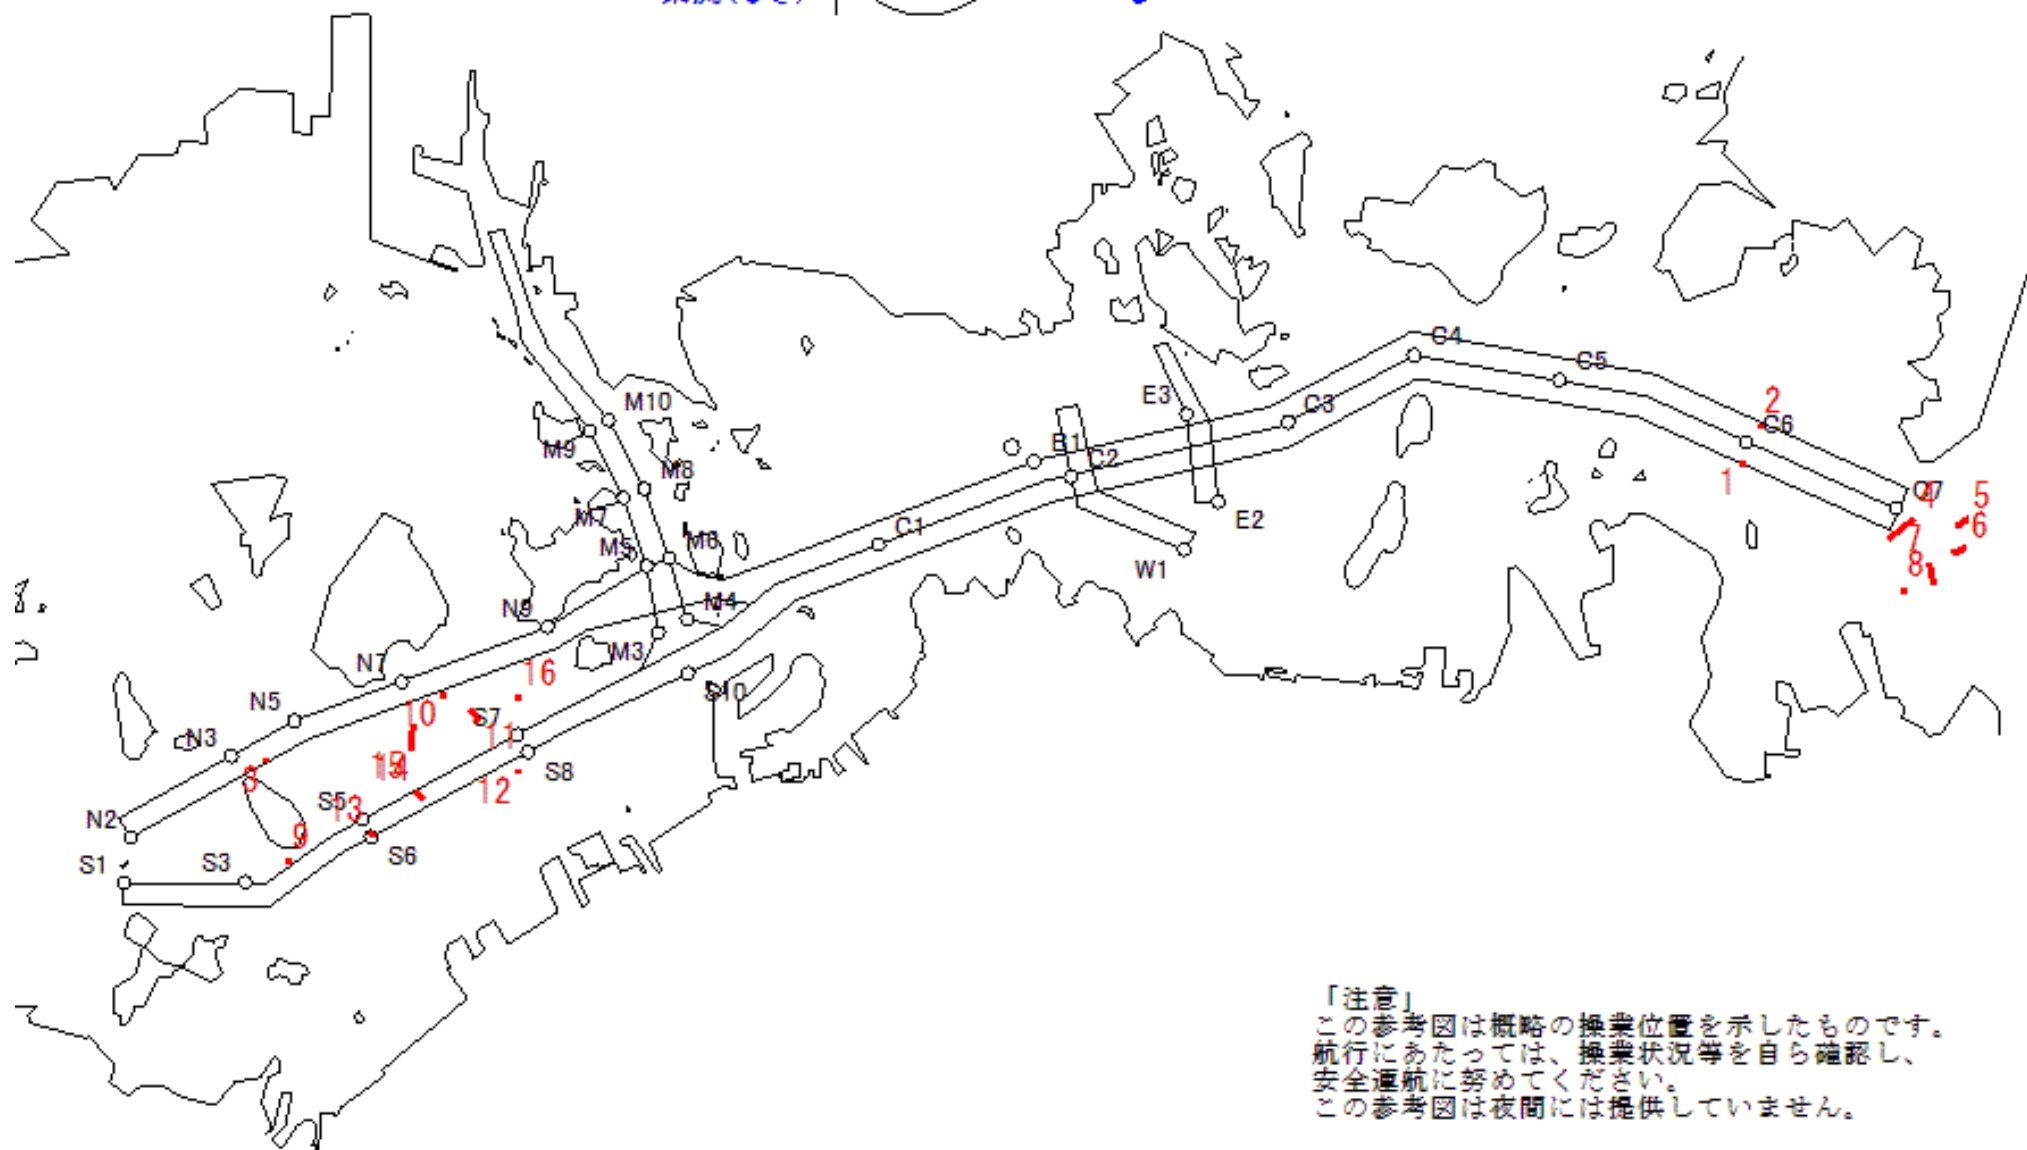 C4
C5
2
E3
M10
C3
C6
B1
M9
C2
M8
1
C7
4
5
M7
E2
6
C1
7
M5
M6
8
W1
N9
M4
M3
N7
16
S10
N5
10
S7
11
N3
15
14
3
S8
12
S5
13
N2
9
S1
S3
S6
「注意」
この参考図は概略の操業位置を示したものです。
航行にあたっては、操業状況等を自ら確認し、
安全運航に努めてください。
この参考図は夜間には提供していません。